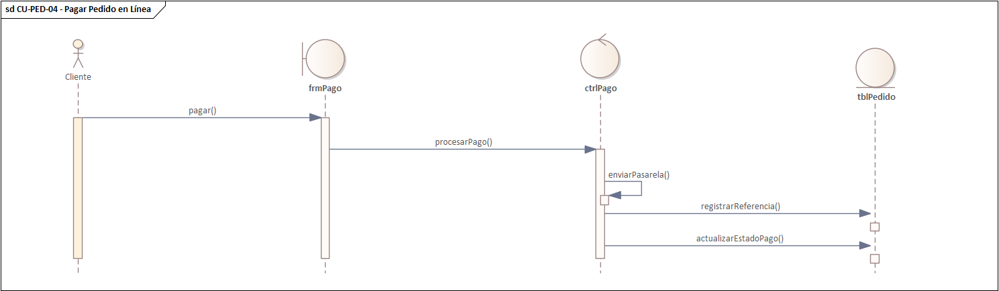 sd CU-PED-04 - Pagar Pedido en Línea
Cliente
frmPago
ctrlPago
tblPedido
pagar()
procesarPago()
enviarPasarela()
registrarReferencia()
actualizarEstadoPago()